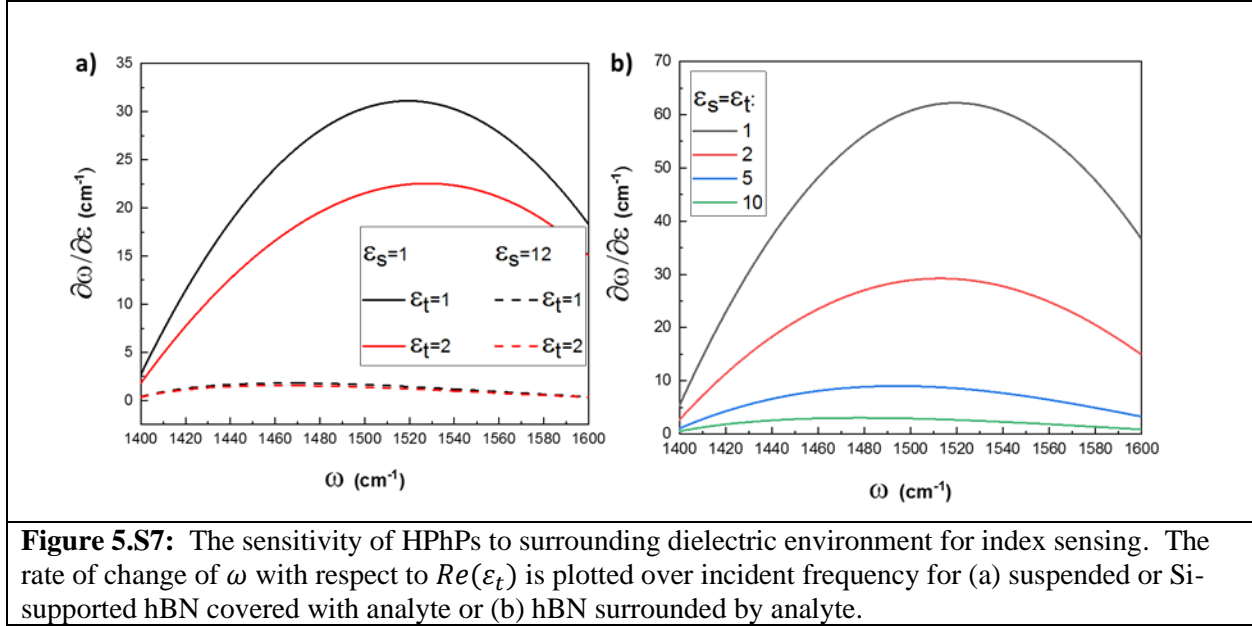 a)
35
30
25
20
15
10
5
0
∂ω/∂ε (cm⁻¹)
εs=1 εs=12
εt=1 εt=1
εt=2 εt=2
1400 1420 1440 1460 1480 1500 1520 1540 1560 1580 1600
ω (cm⁻¹)
b)
70
60
50
40
30
20
10
0
∂ω/∂ε (cm⁻¹)
εs=εt:
1
2
5
10
1400 1420 1440 1460 1480 1500 1520 1540 1560 1580 1600
ω (cm⁻¹)
Figure 5.S7: The sensitivity of HPhPs to surrounding dielectric environment for index sensing. The
rate of change of ω with respect to Re(εt) is plotted over incident frequency for (a) suspended or Si-
supported hBN covered with analyte or (b) hBN surrounded by analyte.